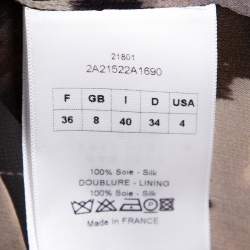 21801
2A21522A1690
F GB I D USA
36 8 40 34 4
100% Soie - Silk
DOUBLURE - LINING
100% Soie - Silk
Made in FRANCE